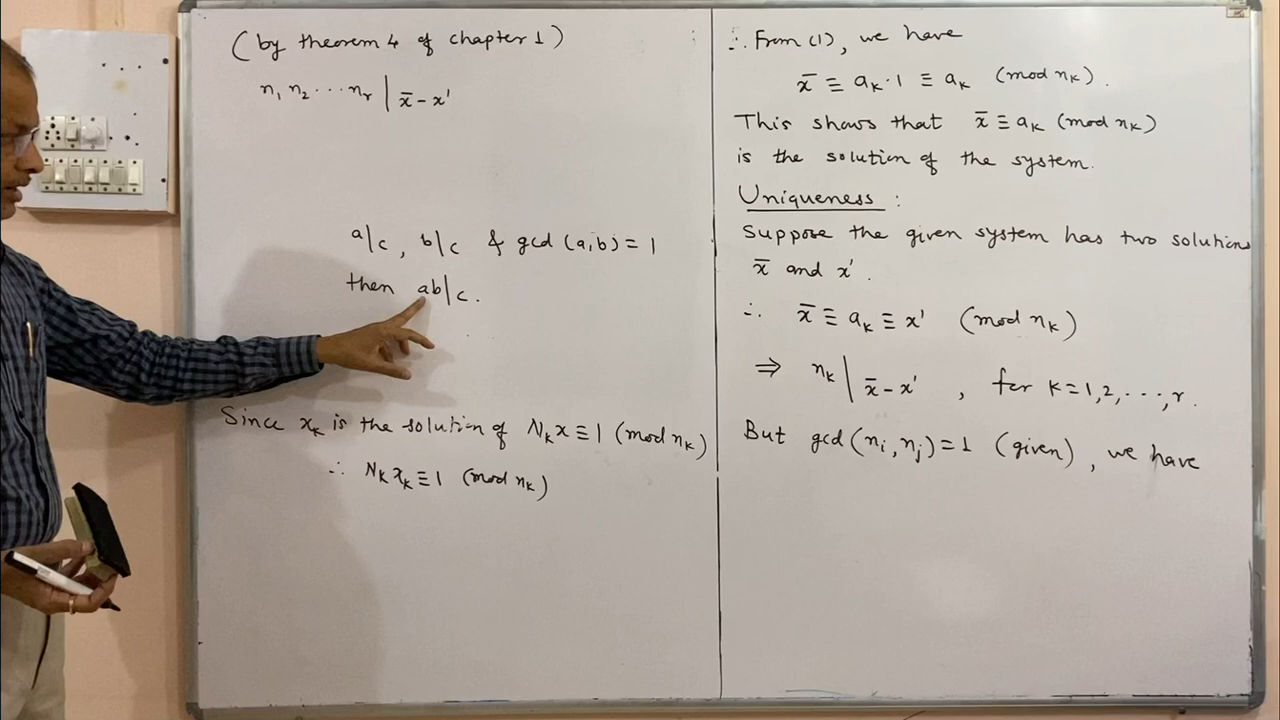 (by theorem 4 of chapter 1)
n₁ n₂ ⋯ nᵣ | x̄ - x'
a|c, b|c & gcd (a,b) = 1
then ab|c.
Since xₖ is the solution of Nₖx ≡ 1 (mod nₖ)
∴ Nₖxₖ ≡ 1 (mod nₖ)
∴ From (1), we have
x̄ ≡ aₖ·1 ≡ aₖ (mod nₖ).
This shows that x̄ ≡ aₖ (mod nₖ)
is the solution of the system.
Uniqueness :
Suppose the given system has two solutions
x̄ and x'.
∴ x̄ ≡ aₖ ≡ x' (mod nₖ)
⇒ nₖ | x̄ - x' , for k = 1,2,⋯,r.
But gcd (nᵢ, nⱼ) = 1 (given), we have